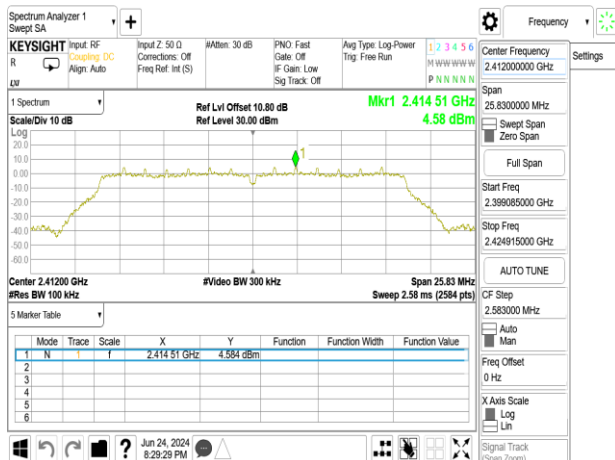 Spectrum Analyzer 1
Swept SA
Frequency
KEYSIGHT
R
LXI
Input: RF
Coupling: DC
Align: Auto
Input Z: 50 Ω
Corrections: Off
Freq Ref: Int (S)
#Atten: 30 dB
PNO: Fast
Gate: Off
IF Gain: Low
Sig Track: Off
Avg Type: Log-Power
Trig: Free Run
1 2 3 4 5 6
M W W W W W
P N N N N N
1 Spectrum
Scale/Div 10 dB
Ref Lvl Offset 10.80 dB
Ref Level 30.00 dBm
Mkr1 2.414 51 GHz
4.58 dBm
Log
20.0
10.0
0.00
-10.0
-20.0
-30.0
-40.0
-50.0
-60.0
1
Center 2.41200 GHz
#Res BW 100 kHz
#Video BW 300 kHz
Span 25.83 MHz
Sweep 2.58 ms (2584 pts)
5 Marker Table
Mode Trace Scale X Y Function Function Width Function Value
1 N 1 f 2.414 51 GHz 4.584 dBm
2
3
4
5
6
Jun 24, 2024
8:29:29 PM
Center Frequency
2.412000000 GHz
Span
25.8300000 MHz
Swept Span
Zero Span
Full Span
Start Freq
2.399085000 GHz
Stop Freq
2.424915000 GHz
AUTO TUNE
CF Step
2.583000 MHz
Auto
Man
Freq Offset
0 Hz
X Axis Scale
Log
Lin
Signal Track
(Span Zoom)
Settings